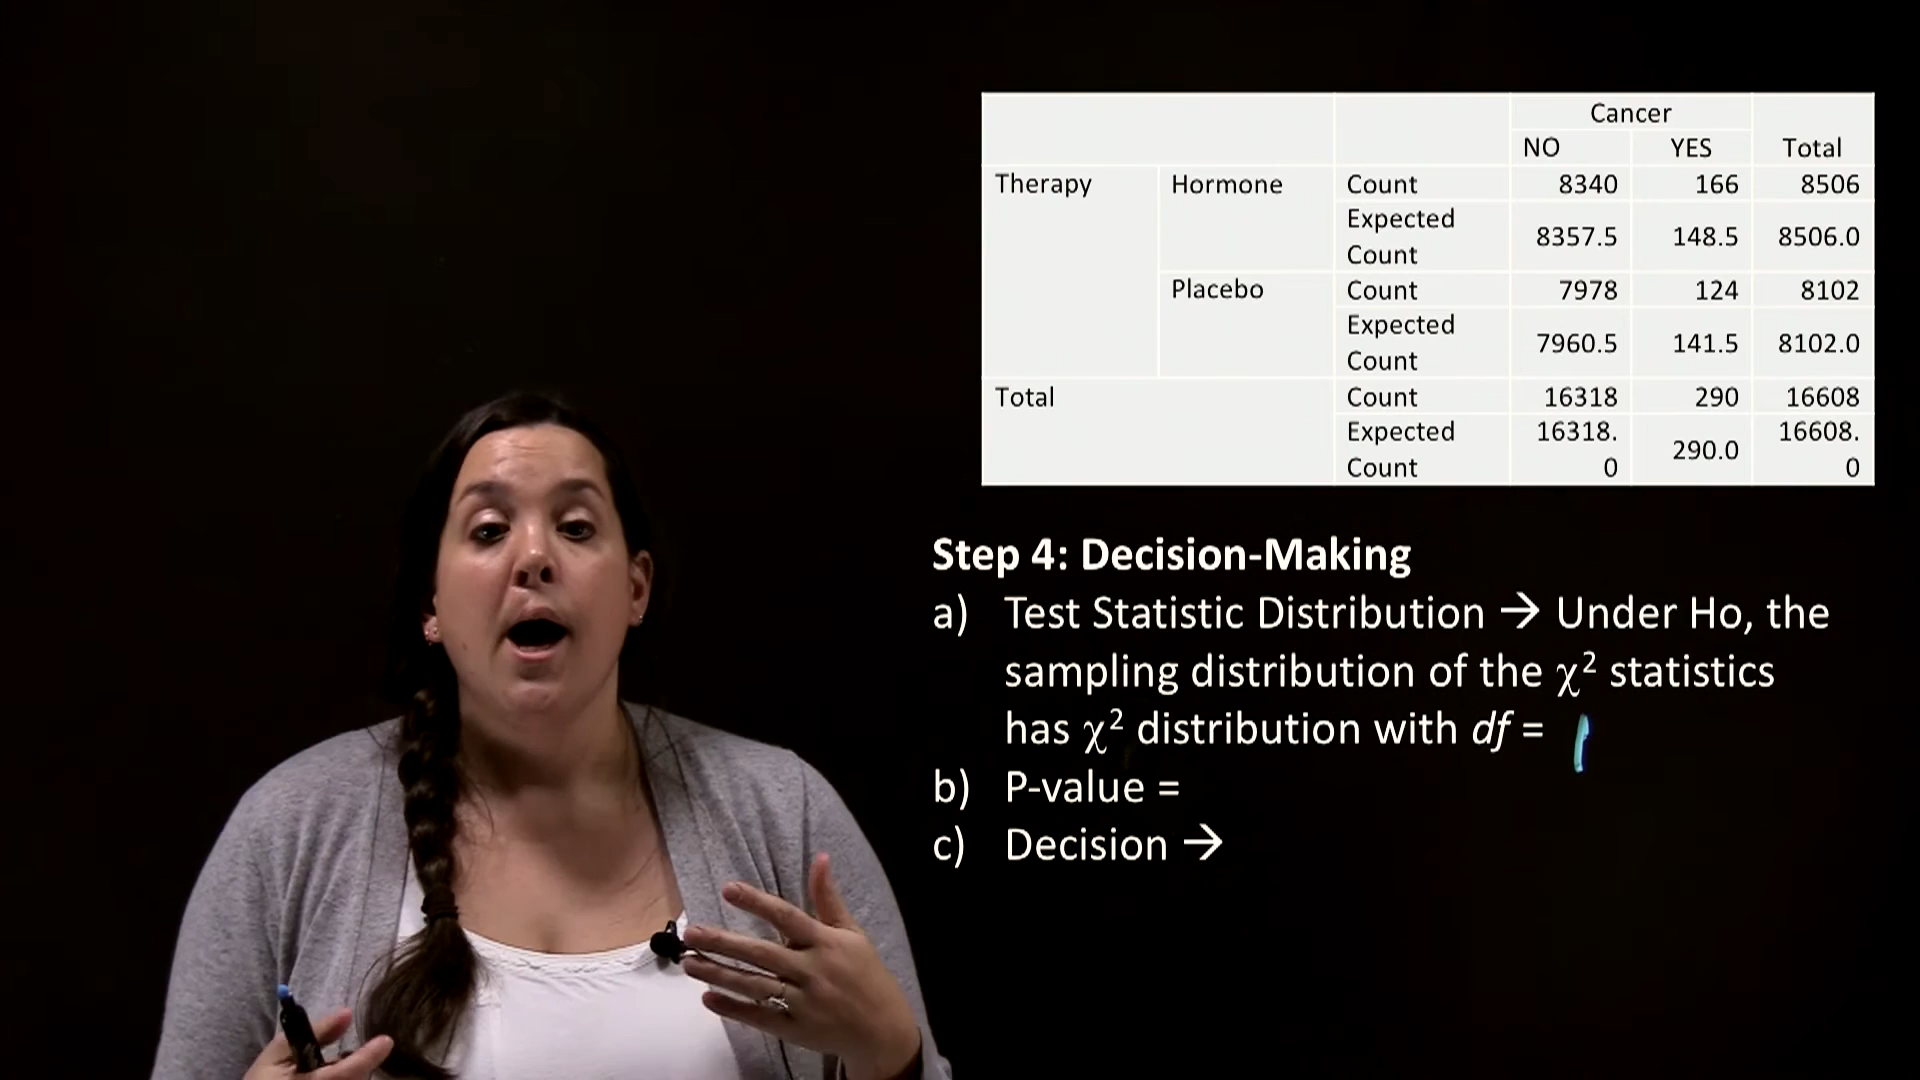 Cancer
NO YES Total
Therapy Hormone Count 8340 166 8506
Expected
Count 8357.5 148.5 8506.0
Placebo Count 7978 124 8102
Expected
Count 7960.5 141.5 8102.0
Total Count 16318 290 16608
Expected 16318. 290.0 16608.
Count 0 0
Step 4: Decision-Making
a) Test Statistic Distribution → Under Ho, the
sampling distribution of the χ² statistics
has χ² distribution with df = 1
b) P-value =
c) Decision →